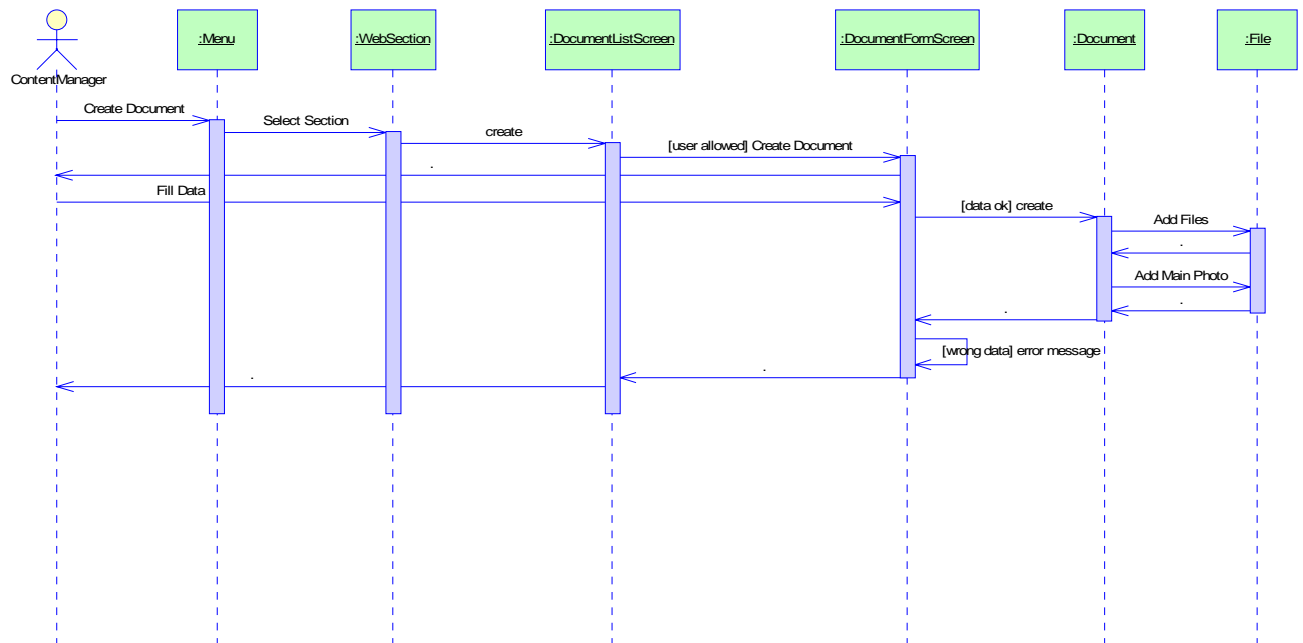 :Menu
:WebSection
:DocumentListScreen
:DocumentFormScreen
:Document
:File
ContentManager
Create Document
Select Section
create
[user allowed] Create Document
.
Fill Data
[data ok] create
Add Files
.
Add Main Photo
.
.
[wrong data] error message
.
.